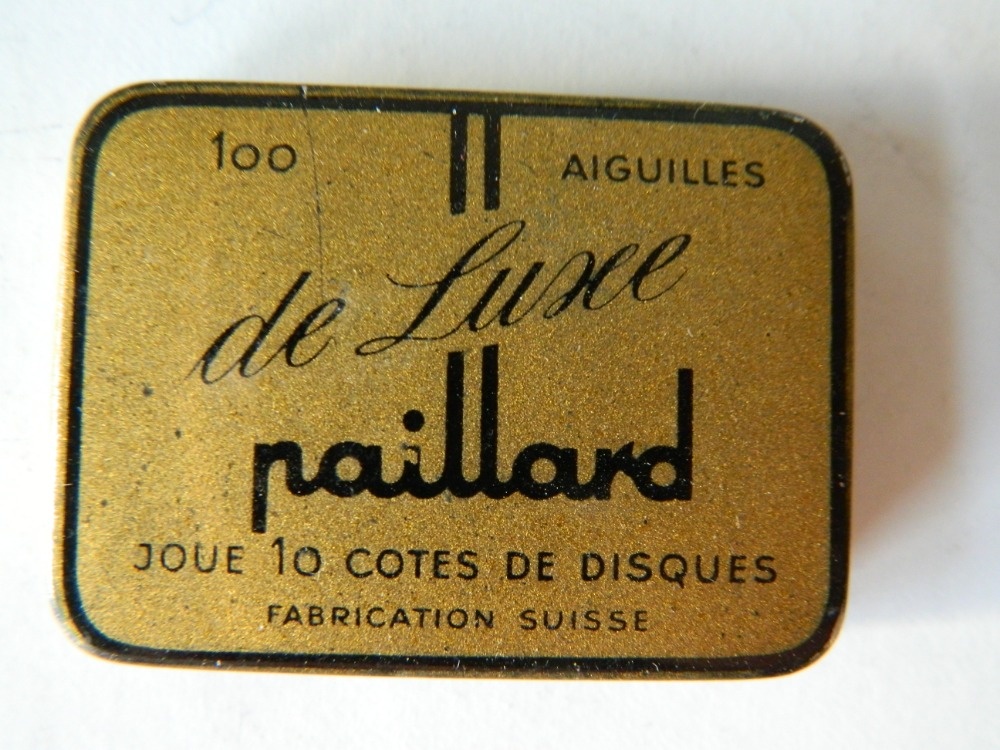 100 AIGUILLES
de Luxe
paillard
JOUE 10 COTES DE DISQUES
FABRICATION SUISSE